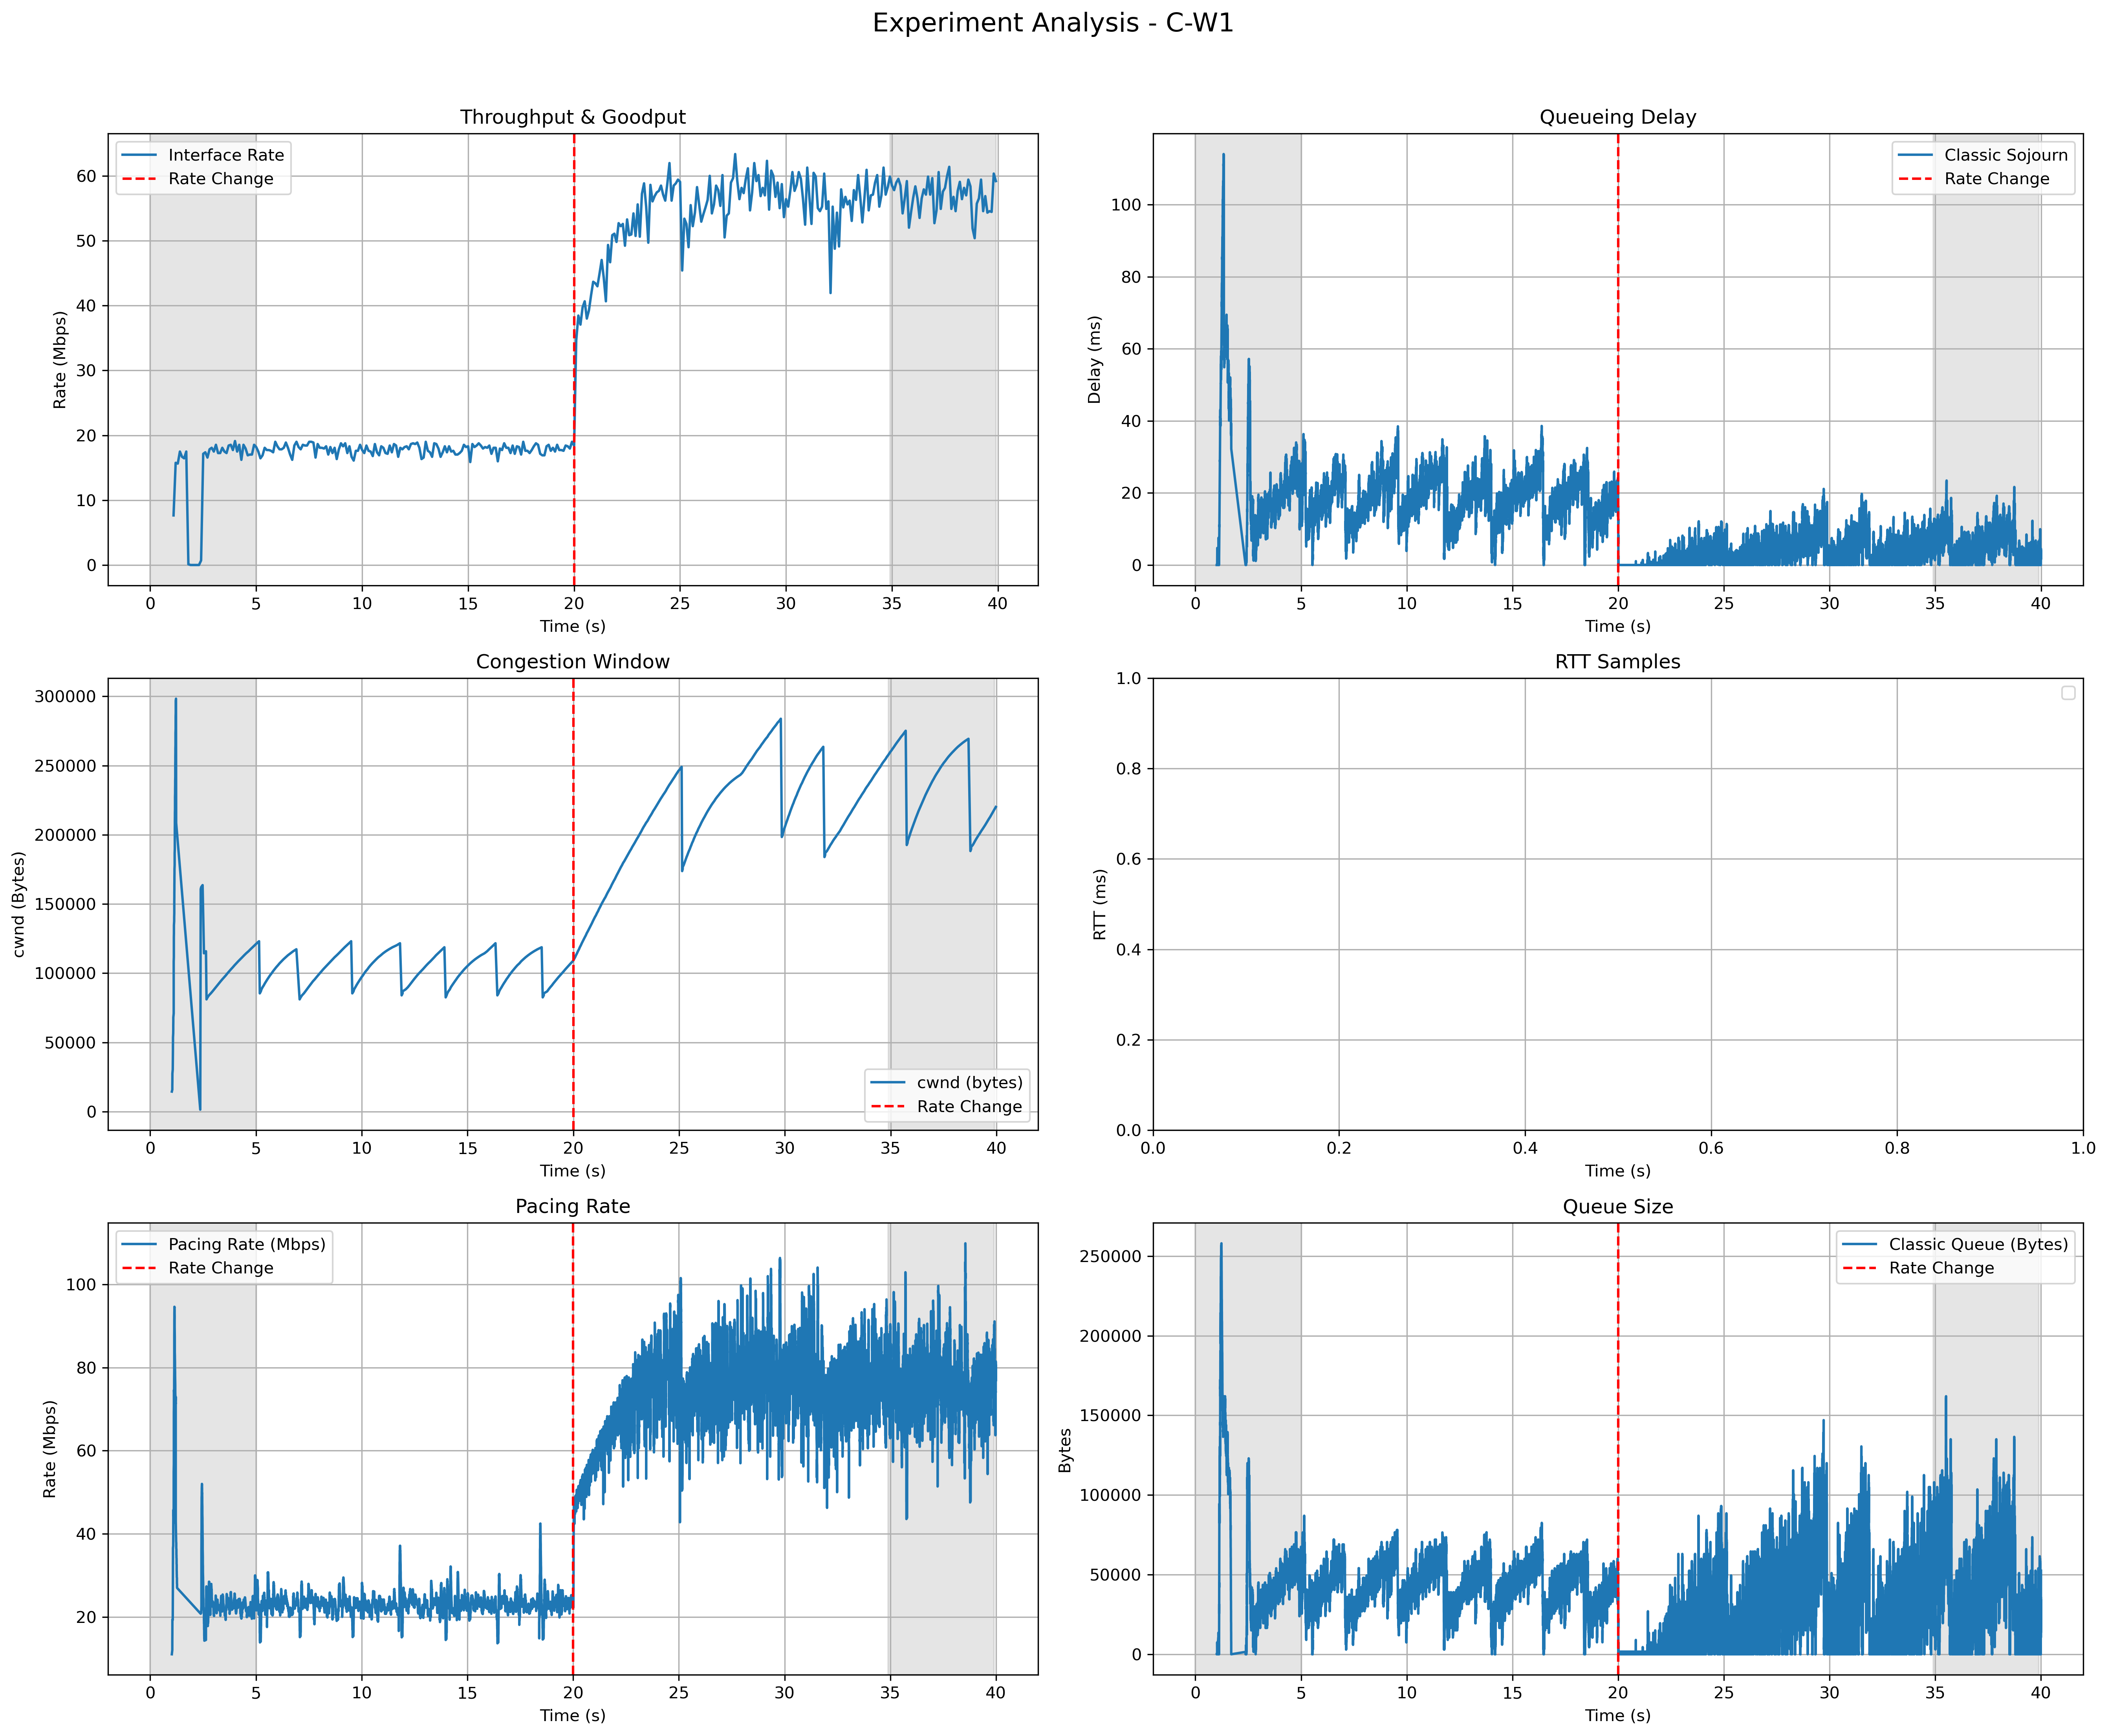 Experiment Analysis - C-W1
Throughput & Goodput
Rate (Mbps)
60
50
40
30
20
10
0
Interface Rate
Rate Change
0 5 10 15 20 25 30 35 40
Time (s)
Queueing Delay
Delay (ms)
100
80
60
40
20
0
Classic Sojourn
Rate Change
0 5 10 15 20 25 30 35 40
Time (s)
Congestion Window
cwnd (Bytes)
300000
250000
200000
150000
100000
50000
0
cwnd (bytes)
Rate Change
0 5 10 15 20 25 30 35 40
Time (s)
RTT Samples
RTT (ms)
1.0
0.8
0.6
0.4
0.2
0.0
0.0 0.2 0.4 0.6 0.8 1.0
Time (s)
Pacing Rate
Rate (Mbps)
100
80
60
40
20
Pacing Rate (Mbps)
Rate Change
0 5 10 15 20 25 30 35 40
Time (s)
Queue Size
Bytes
250000
200000
150000
100000
50000
0
Classic Queue (Bytes)
Rate Change
0 5 10 15 20 25 30 35 40
Time (s)